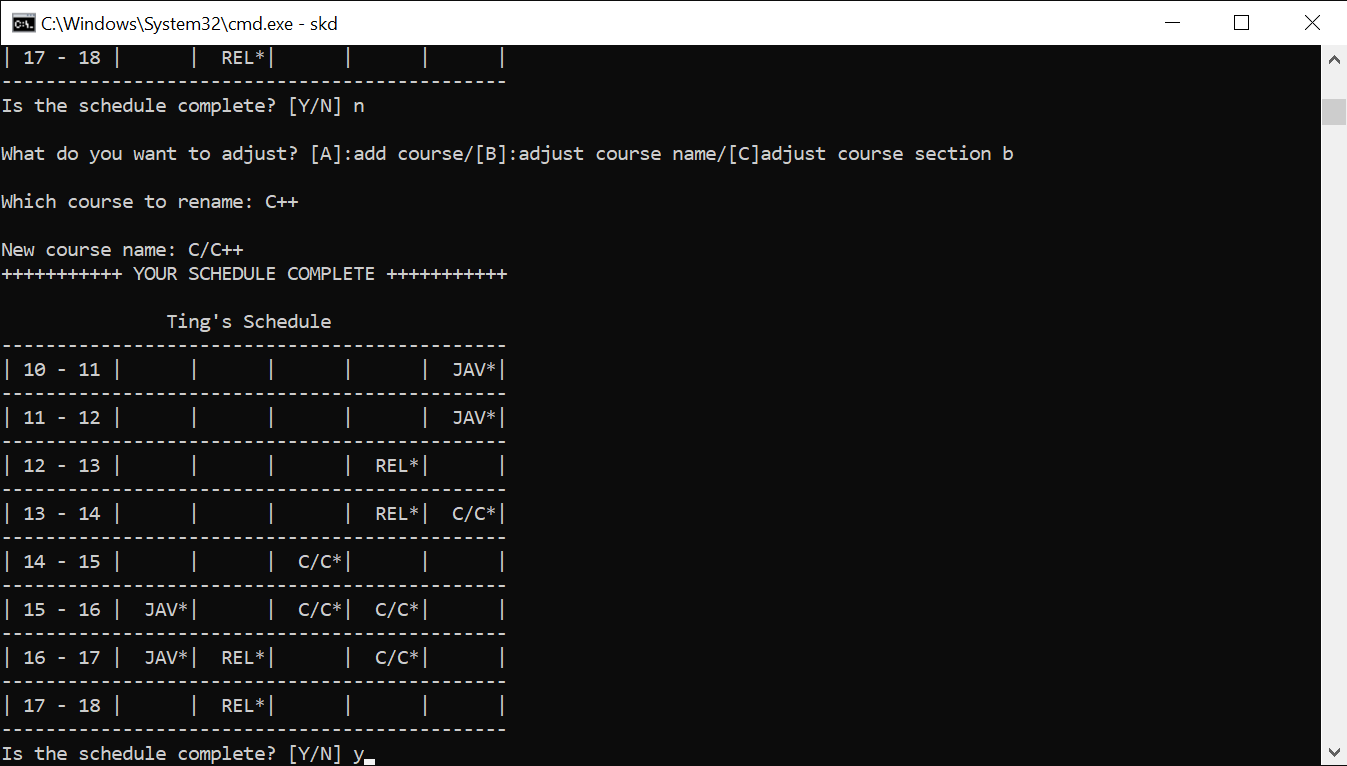 C:\Windows\System32\cmd.exe - skd
| 17 - 18 |      |  REL*|      |      |      |
----------------------------------------------
Is the schedule complete? [Y/N] n
What do you want to adjust? [A]:add course/[B]:adjust course name/[C]adjust course section b
Which course to rename: C++
New course name: C/C++
+++++++++++ YOUR SCHEDULE COMPLETE +++++++++++
               Ting's Schedule
----------------------------------------------
| 10 - 11 |      |      |      |      |  JAV*|
----------------------------------------------
| 11 - 12 |      |      |      |      |  JAV*|
----------------------------------------------
| 12 - 13 |      |      |      |  REL*|      |
----------------------------------------------
| 13 - 14 |      |      |      |  REL*|  C/C*|
----------------------------------------------
| 14 - 15 |      |      |  C/C*|      |      |
----------------------------------------------
| 15 - 16 |  JAV*|      |  C/C*|  C/C*|      |
----------------------------------------------
| 16 - 17 |  JAV*|  REL*|      |  C/C*|      |
----------------------------------------------
| 17 - 18 |      |  REL*|      |      |      |
----------------------------------------------
Is the schedule complete? [Y/N] y